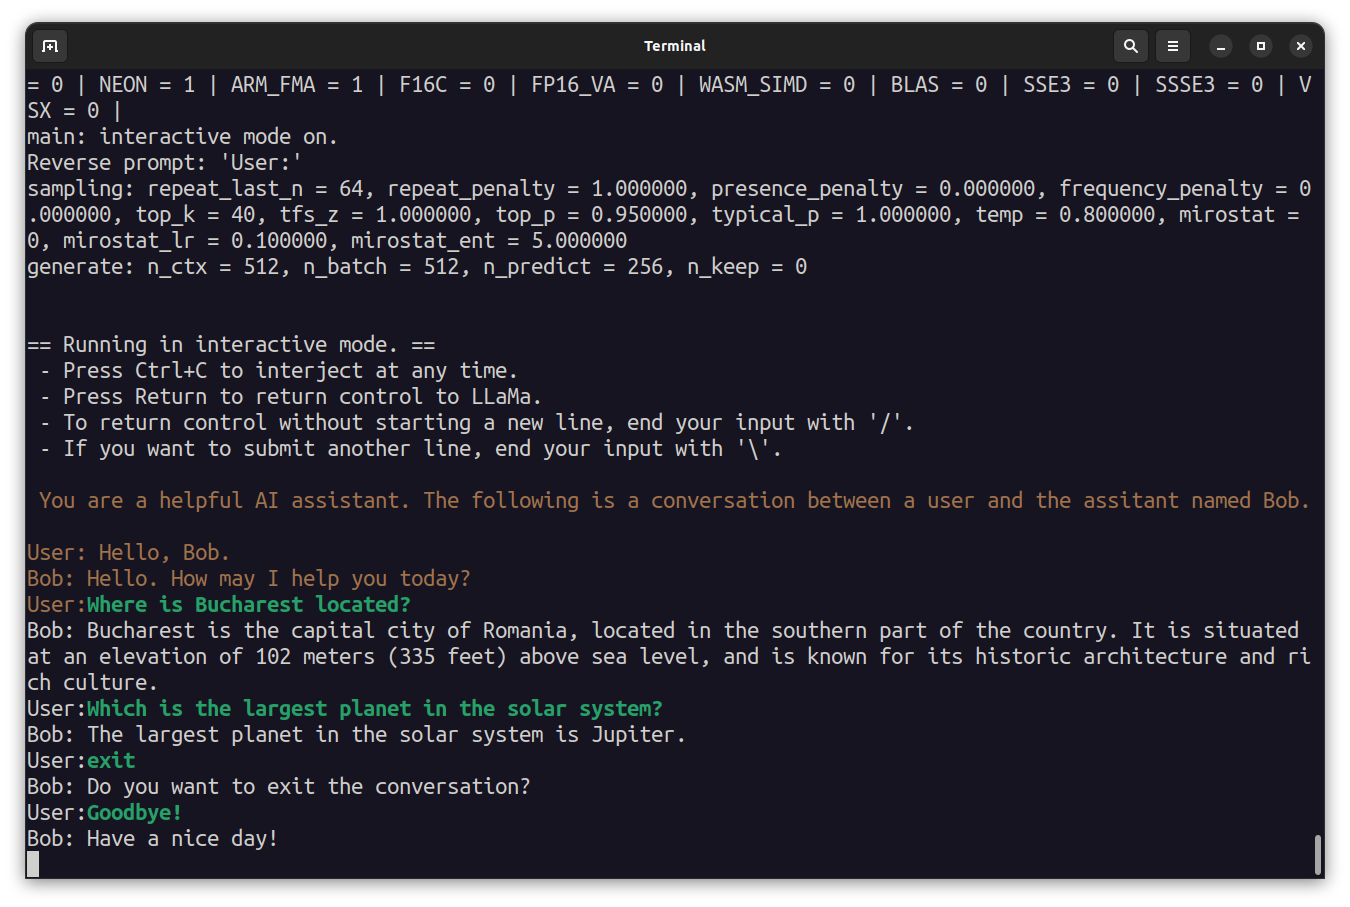 Terminal
= 0 | NEON = 1 | ARM_FMA = 1 | F16C = 0 | FP16_VA = 0 | WASM_SIMD = 0 | BLAS = 0 | SSE3 = 0 | SSSE3 = 0 | V
SX = 0 |
main: interactive mode on.
Reverse prompt: 'User:'
sampling: repeat_last_n = 64, repeat_penalty = 1.000000, presence_penalty = 0.000000, frequency_penalty = 0
.000000, top_k = 40, tfs_z = 1.000000, top_p = 0.950000, typical_p = 1.000000, temp = 0.800000, mirostat =
0, mirostat_lr = 0.100000, mirostat_ent = 5.000000
generate: n_ctx = 512, n_batch = 512, n_predict = 256, n_keep = 0
== Running in interactive mode. ==
- Press Ctrl+C to interject at any time.
- Press Return to return control to LLaMa.
- To return control without starting a new line, end your input with '/'.
- If you want to submit another line, end your input with '\'.
You are a helpful AI assistant. The following is a conversation between a user and the assitant named Bob.
User: Hello, Bob.
Bob: Hello. How may I help you today?
User:Where is Bucharest located?
Bob: Bucharest is the capital city of Romania, located in the southern part of the country. It is situated
at an elevation of 102 meters (335 feet) above sea level, and is known for its historic architecture and ri
ch culture.
User:Which is the largest planet in the solar system?
Bob: The largest planet in the solar system is Jupiter.
User:exit
Bob: Do you want to exit the conversation?
User:Goodbye!
Bob: Have a nice day!